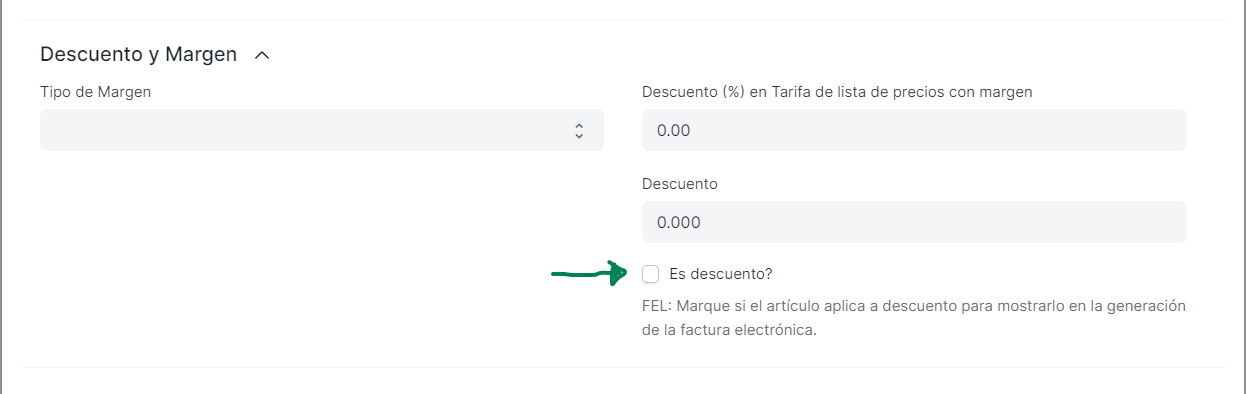 Descuento y Margen
Tipo de Margen
Descuento (%) en Tarifa de lista de precios con margen
0.00
Descuento
0.000
Es descuento?
FEL: Marque si el artículo aplica a descuento para mostrarlo en la generación
de la factura electrónica.